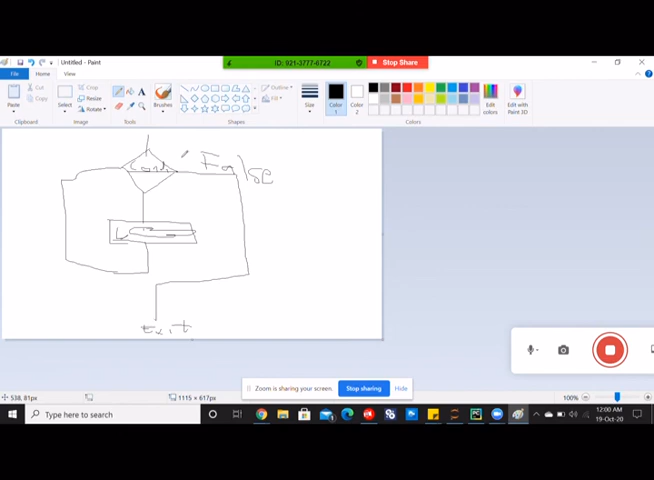 Untitled - Paint
ID: 921-3777-6722
Stop Share
File
Home
View
Paste
Cut
Copy
Clipboard
Select
Crop
Resize
Rotate
Image
Tools
Brushes
Shapes
Outline
Fill
Size
Color
1
Color
2
Colors
Edit
colors
Edit with
Paint 3D
False
Exit
Zoom is sharing your screen.
Stop sharing
Hide
538, 81px
1115 × 617px
100%
Type here to search
12:00 AM
19-Oct-20